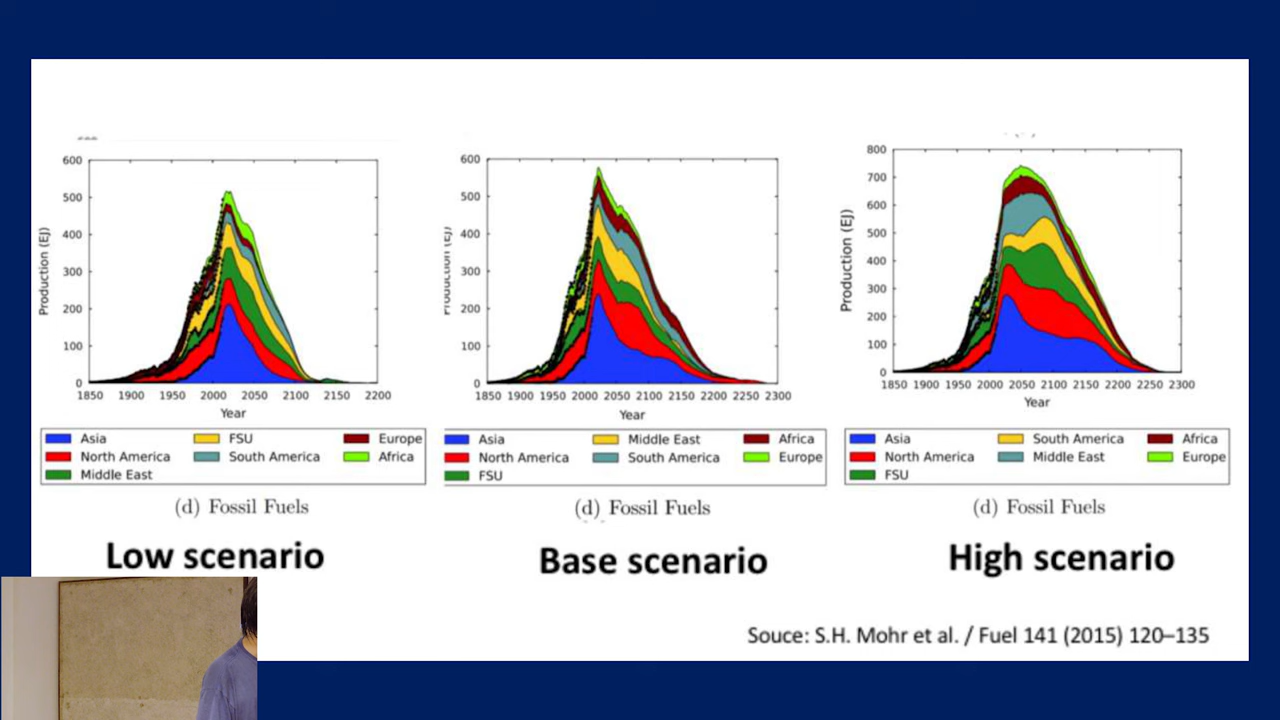 600
500
400
300
200
100
0
Production (EJ)
1850 1900 1950 2000 2050 2100 2150 2200
Year
Asia FSU Europe
North America South America Africa
Middle East
(d) Fossil Fuels
Low scenario
600
500
400
300
200
100
0
Production (EJ)
1850 1900 1950 2000 2050 2100 2150 2200 2250 2300
Year
Asia Middle East Africa
North America South America Europe
FSU
(d) Fossil Fuels
Base scenario
800
700
600
500
400
300
200
100
0
Production (EJ)
1850 1900 1950 2000 2050 2100 2150 2200 2250 2300
Year
Asia South America Africa
North America Middle East Europe
FSU
(d) Fossil Fuels
High scenario
Souce: S.H. Mohr et al. / Fuel 141 (2015) 120–135